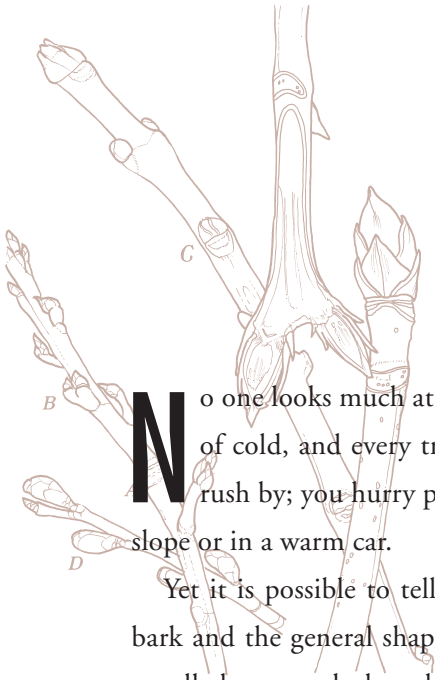 C
B
D
No one looks much at
of cold, and every tr
rush by; you hurry p
slope or in a warm car.
Yet it is possible to tell
bark and the general shap